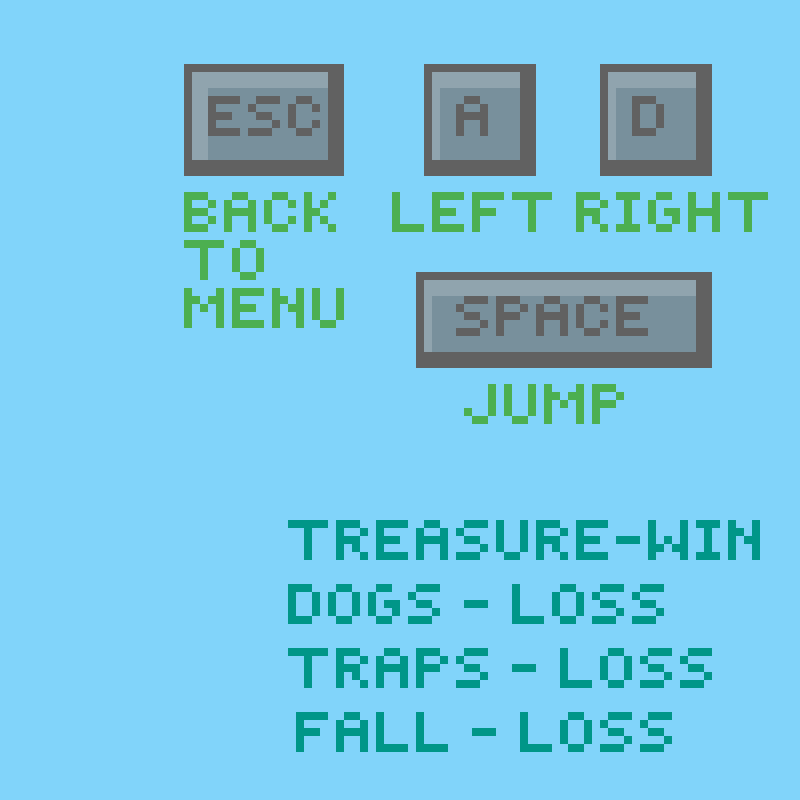 ESC A D
BACK LEFT RIGHT
TO
MENU
SPACE
JUMP
TREASURE-WIN
DOGS - LOSS
TRAPS - LOSS
FALL - LOSS